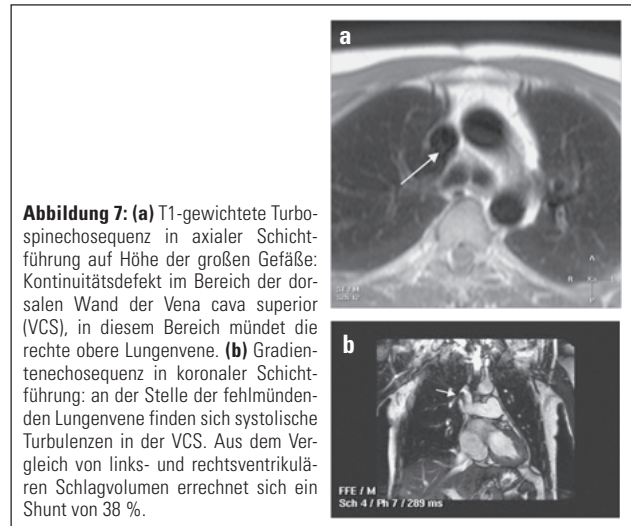 a
SE / M
A
R
P
Abbildung 7: (a) T1-gewichtete Turbo-
spinechosequenz in axialer Schicht-
führung auf Höhe der großen Gefäße:
Kontinuitätsdefekt im Bereich der dor-
salen Wand der Vena cava superior
(VCS), in diesem Bereich mündet die
rechte obere Lungenvene. (b) Gradien-
tenechosequenz in koronaler Schicht-
führung: an der Stelle der fehlmünden-
den Lungenvene finden sich systolische
Turbulenzen in der VCS. Aus dem Ver-
gleich von links- und rechtsventrikulä-
ren Schlagvolumen errechnet sich ein
Shunt von 38 %.
b
FFE / M
Sch 4 / Ph 7 / 289 ms